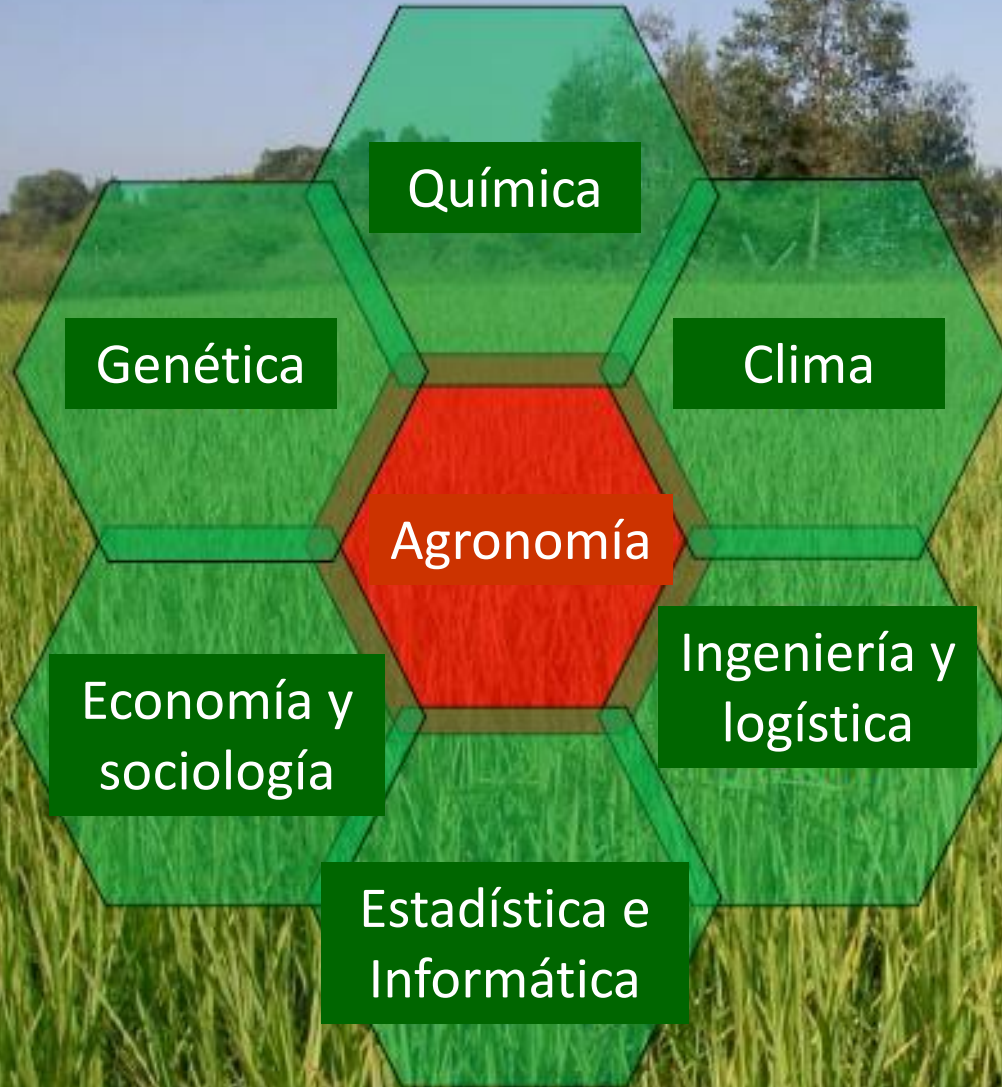 Química
Genética
Clima
Agronomía
Ingeniería y
logística
Economía y
sociología
Estadística e
Informática